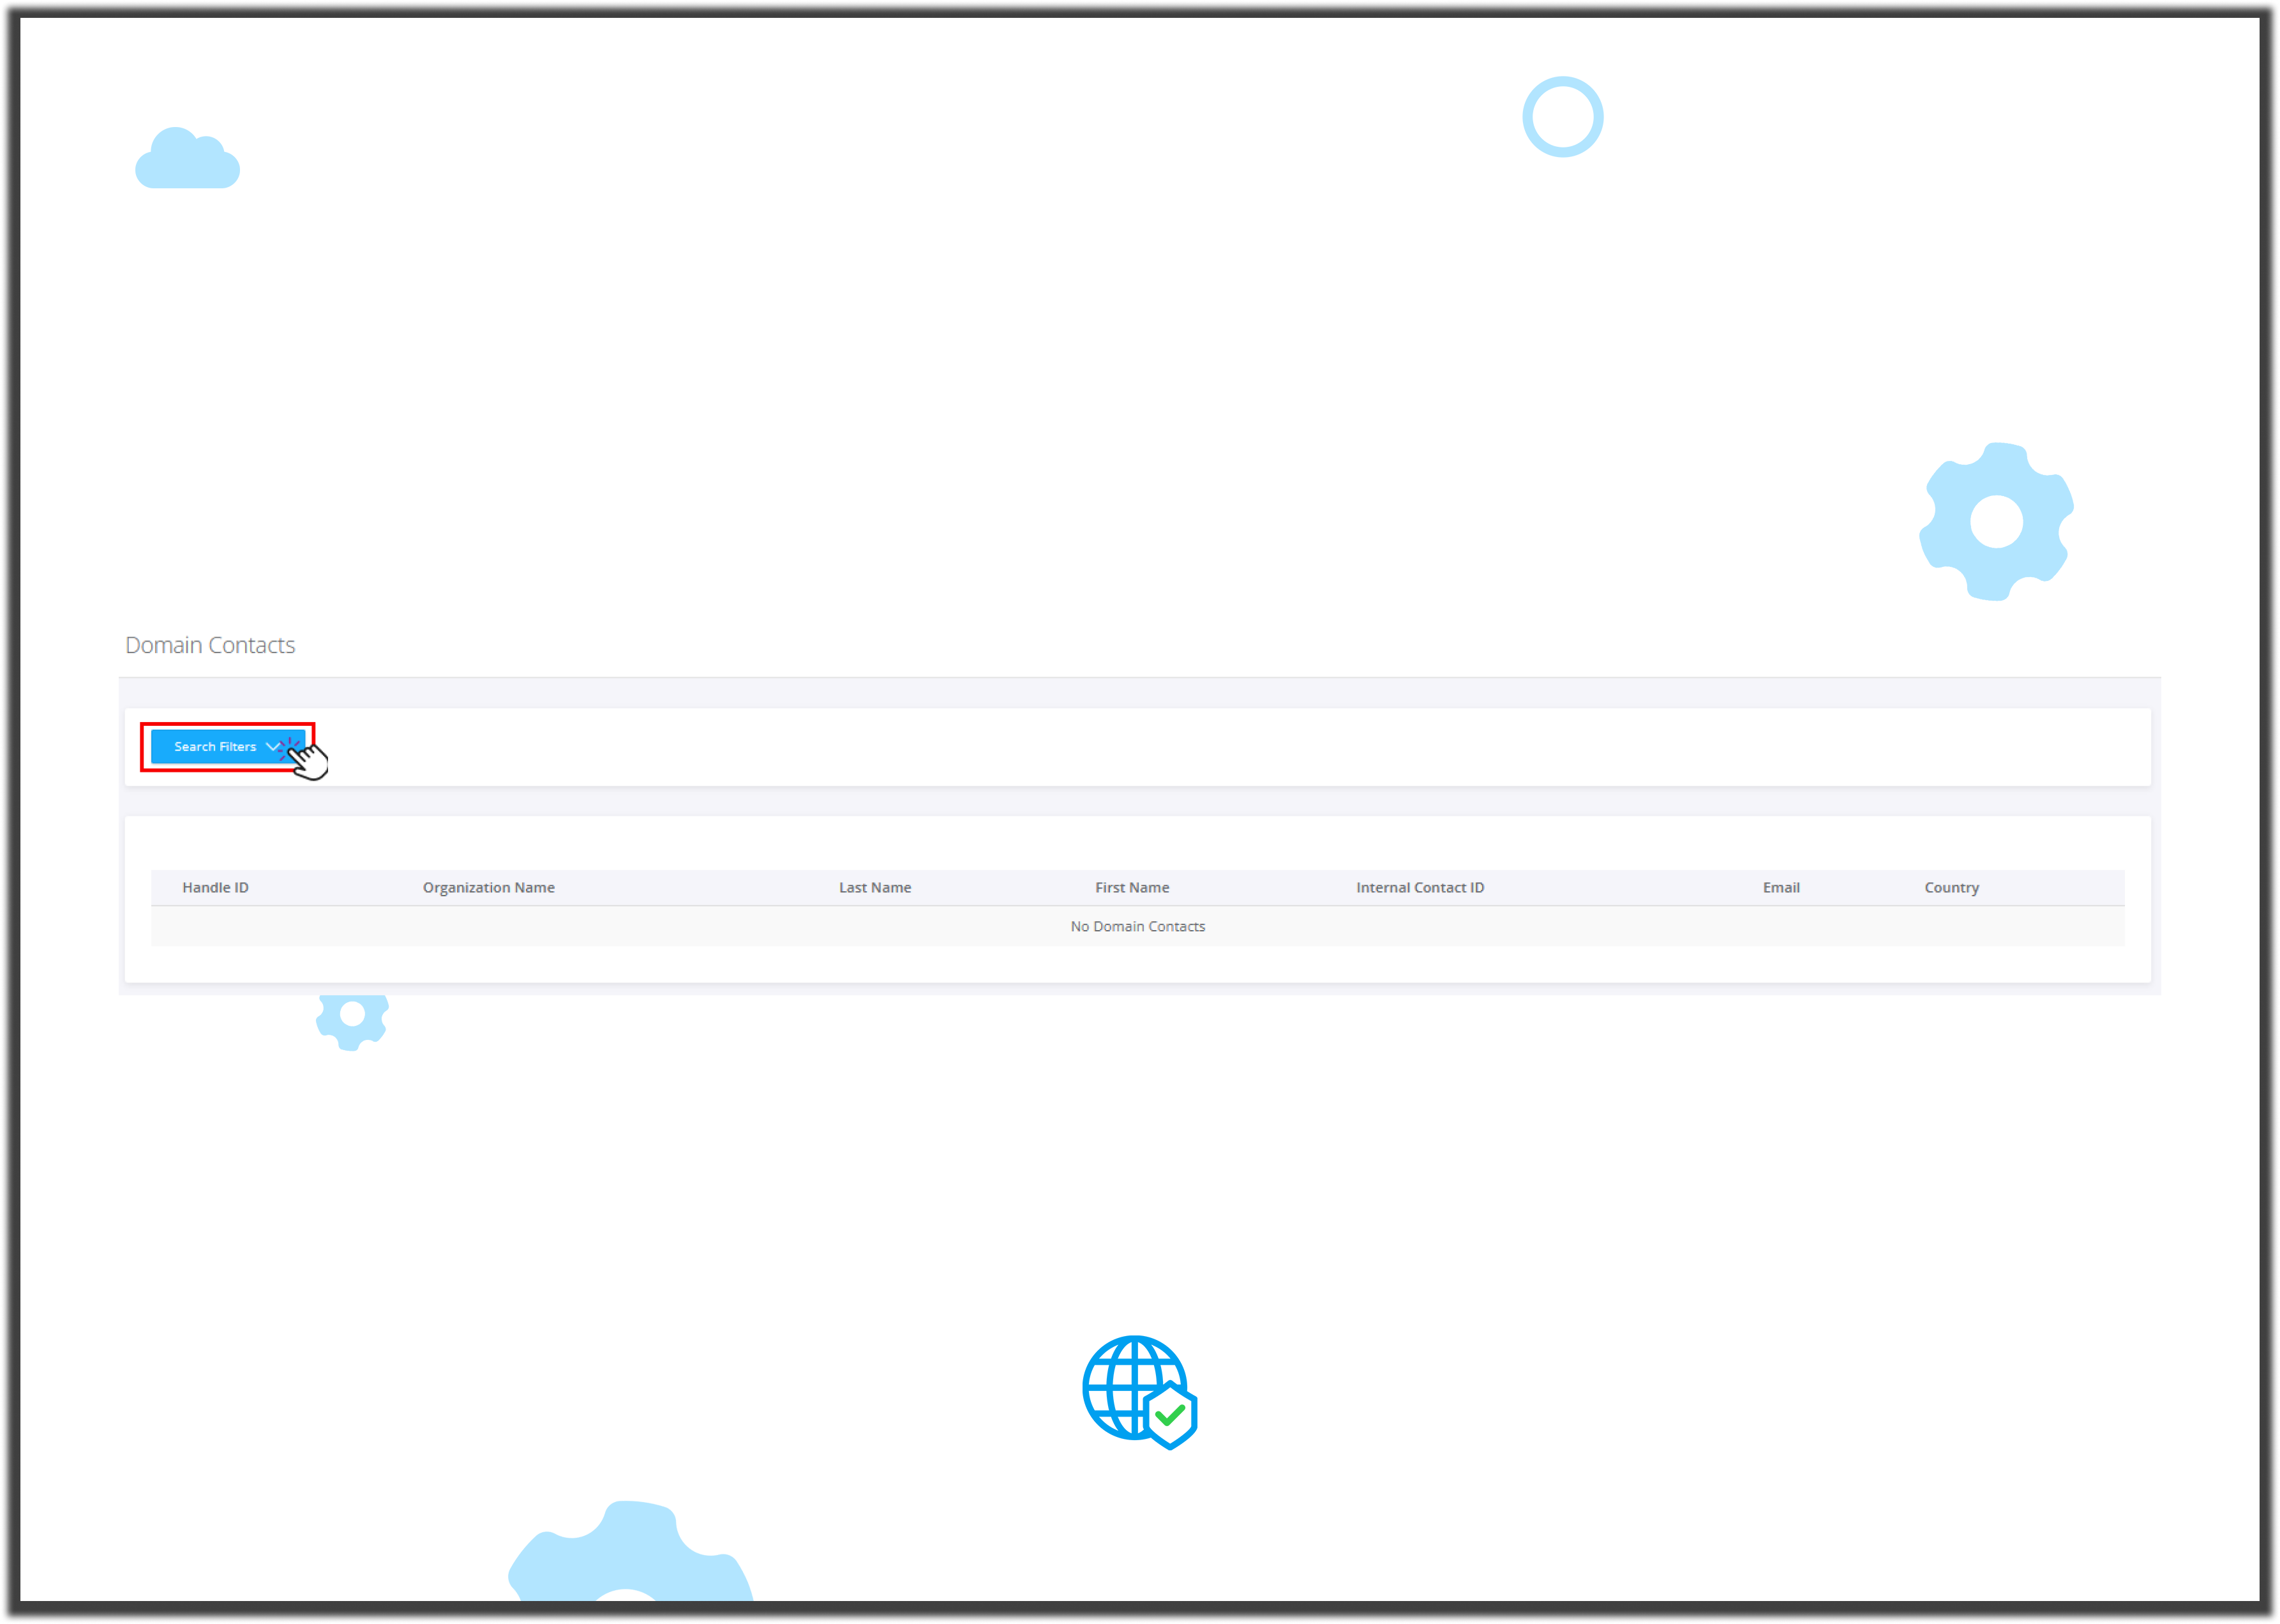 Domain Contacts
Search Filters
Handle ID Organization Name Last Name First Name Internal Contact ID Email Country
No Domain Contacts